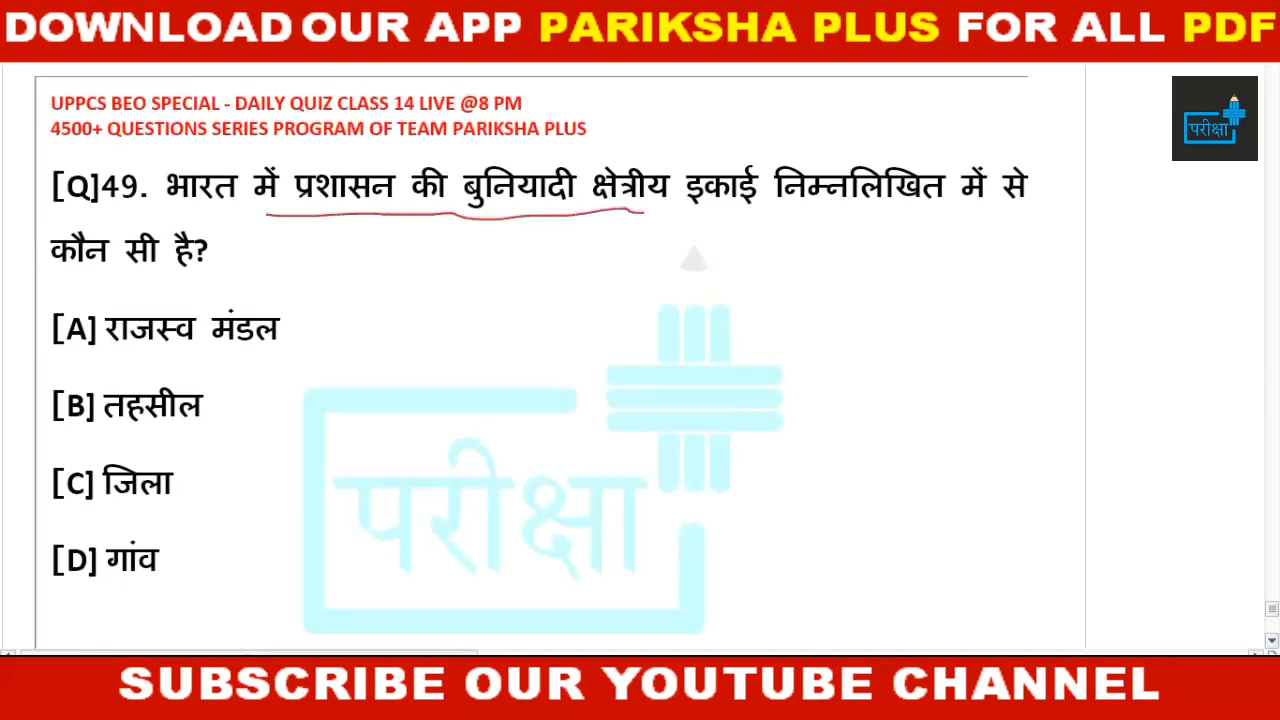 DOWNLOAD OUR APP PARIKSHA PLUS FOR ALL PDF
UPPCS BEO SPECIAL - DAILY QUIZ CLASS 14 LIVE @8 PM
4500+ QUESTIONS SERIES PROGRAM OF TEAM PARIKSHA PLUS
परीक्षा
[Q]49. भारत में प्रशासन की बुनियादी क्षेत्रीय इकाई निम्नलिखित में से
कौन सी है?
[A] राजस्व मंडल
[B] तहसील
[C] जिला
[D] गांव
परीक्षा
SUBSCRIBE OUR YOUTUBE CHANNEL